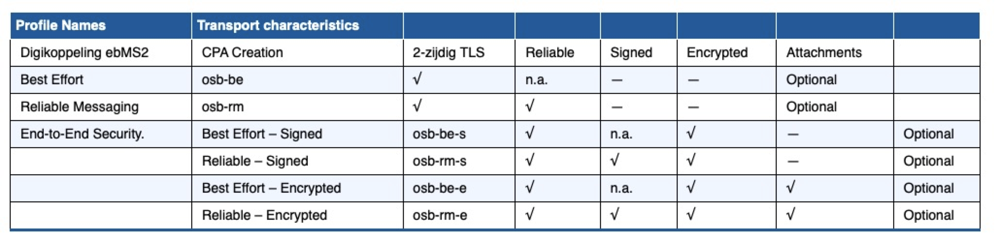 Profile Names Transport characteristics
Digikoppeling ebMS2 CPA Creation 2-zijdig TLS Reliable Signed Encrypted Attachments
Best Effort osb-be √ n.a. — — Optional
Reliable Messaging osb-rm √ √ — — Optional
End-to-End Security. Best Effort – Signed osb-be-s √ n.a. √ — Optional
Reliable – Signed osb-rm-s √ √ √ — Optional
Best Effort – Encrypted osb-be-e √ n.a. √ √ Optional
Reliable – Encrypted osb-rm-e √ √ √ √ Optional